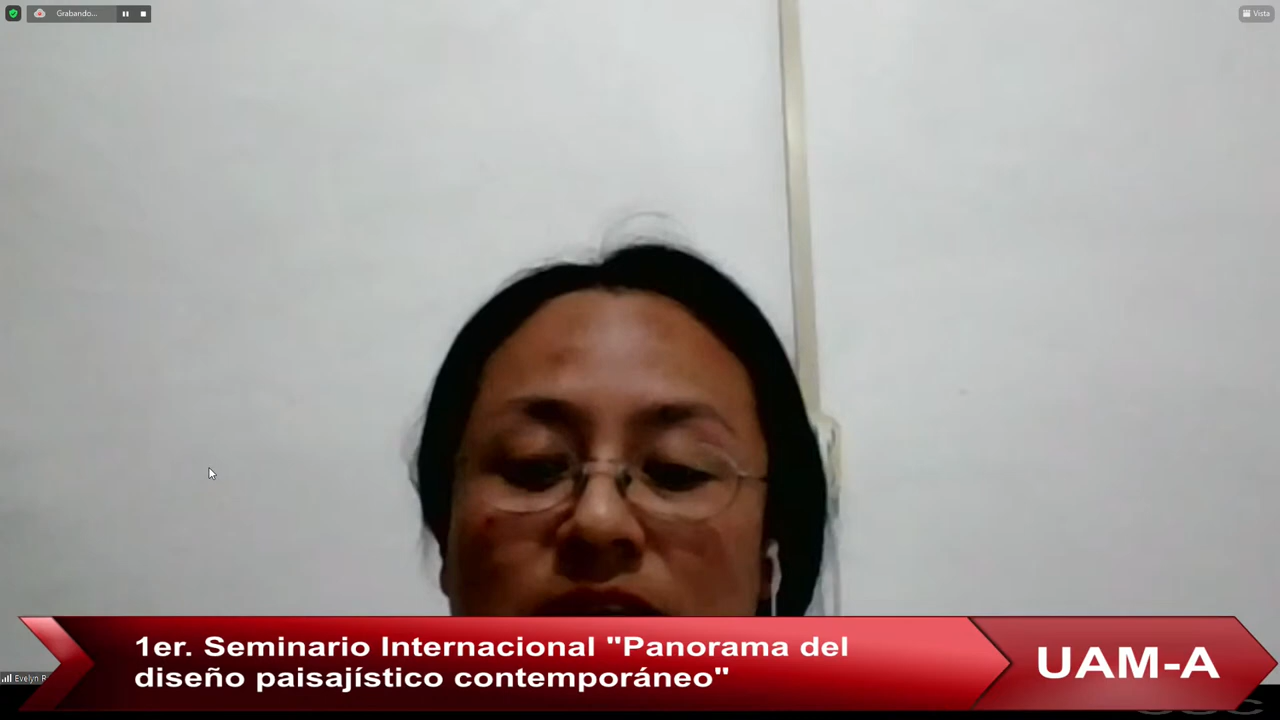 Grabando...
Vista
1er. Seminario Internacional "Panorama del
diseño paisajístico contemporáneo"
UAM-A
Evelyn R